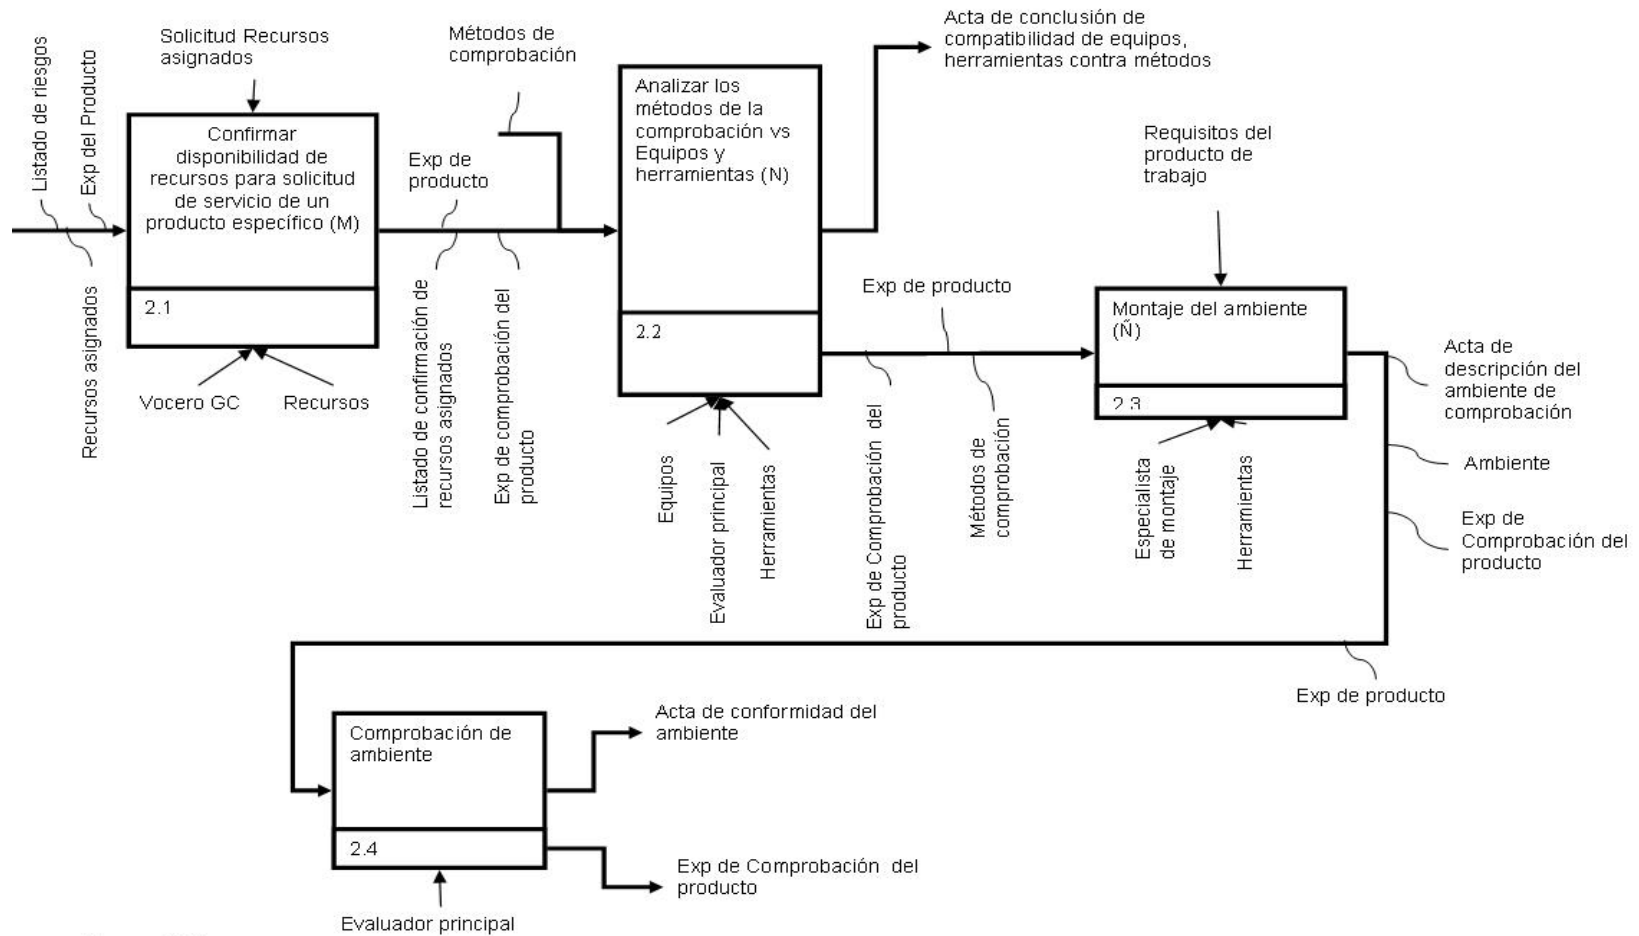 Solicitud Recursos
asignados
Listado de riesgos
Exp del Producto
Recursos asignados
Confirmar
disponibilidad de
recursos para solicitud
de servicio de un
producto específico (M)
2.1
Vocero GC
Recursos
Métodos de
comprobación
Exp de
producto
Listado de confirmación de
recursos asignados
Exp de comprobación del
producto
Analizar los
métodos de la
comprobación vs
Equipos y
herramientas (N)
2.2
Equipos
Evaluador principal
Herramientas
Acta de conclusión de
compatibilidad de equipos,
herramientas contra métodos
Exp de producto
Exp de Comprobación del
producto
Métodos de
comprobación
Requisitos del
producto de
trabajo
Montaje del ambiente
(Ñ)
2.3
Especialista
de montaje
Herramientas
Acta de
descripción del
ambiente de
comprobación
Ambiente
Exp de
Comprobación del
producto
Exp de producto
Comprobación de
ambiente
2.4
Evaluador principal
Acta de conformidad del
ambiente
Exp de Comprobación del
producto